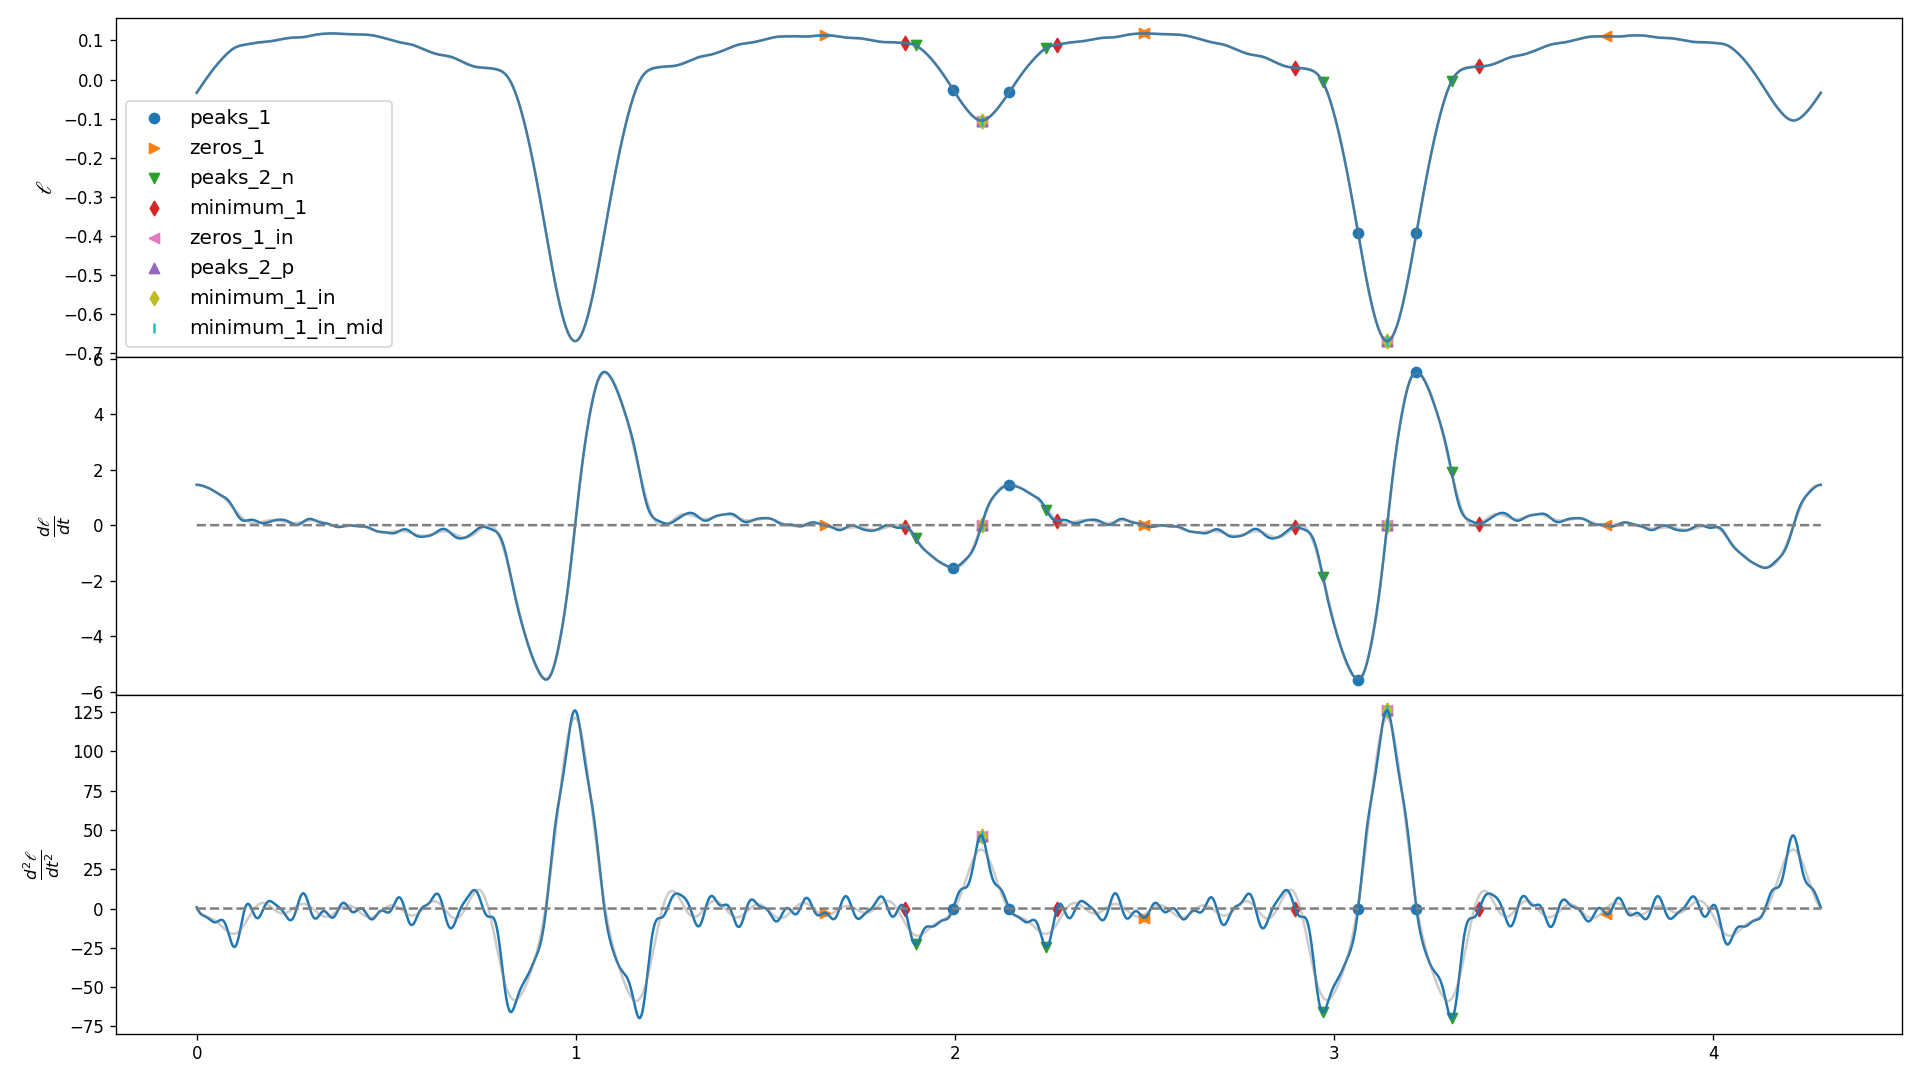 0.1
0.0
−0.1
−0.2
−0.3
−0.4
−0.5
−0.6
−0.7
ℓ
peaks_1
zeros_1
peaks_2_n
minimum_1
zeros_1_in
peaks_2_p
minimum_1_in
minimum_1_in_mid
6
4
2
0
−2
−4
−6
dℓ
dt
125
100
75
50
25
0
−25
−50
−75
d²ℓ
dt²
0 1 2 3 4